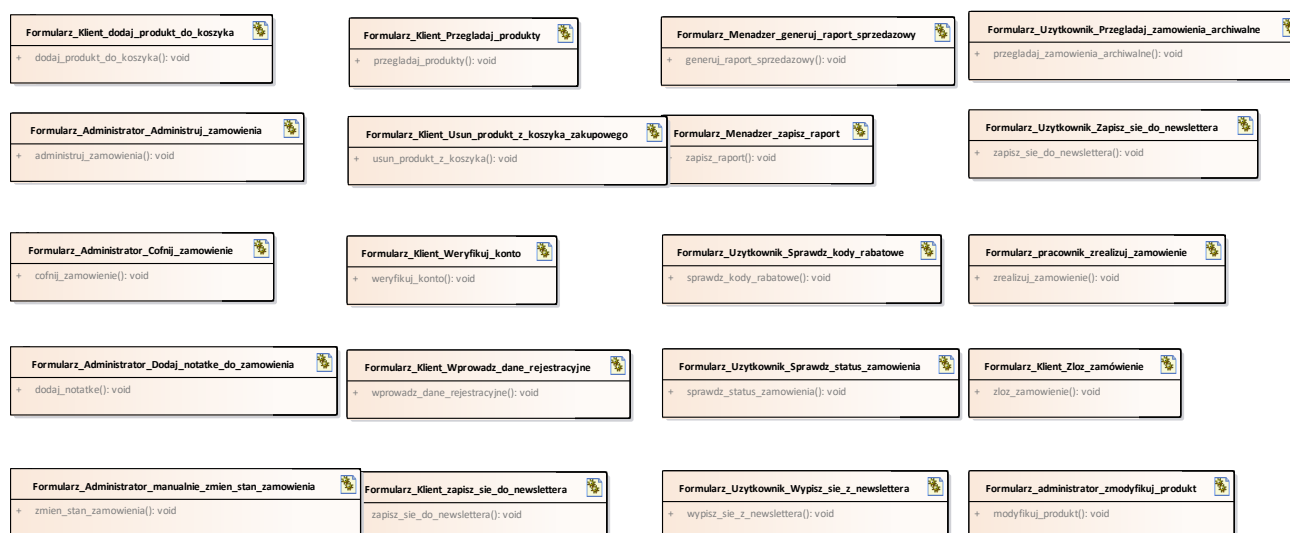 Formularz_Klient_dodaj_produkt_do_koszyka
+ dodaj_produkt_do_koszyka(): void
Formularz_Klient_Przegladaj_produkty
+ przegladaj_produkty(): void
Formularz_Menadzer_generuj_raport_sprzedazowy
+ generuj_raport_sprzedazowy(): void
Formularz_Uzytkownik_Przegladaj_zamowienia_archiwalne
+ przegladaj_zamowienia_archiwalne(): void
Formularz_Administrator_Administruj_zamowienia
+ administruj_zamowienia(): void
Formularz_Klient_Usun_produkt_z_koszyka_zakupowego
+ usun_produkt_z_koszyka(): void
Formularz_Menadzer_zapisz_raport
zapisz_raport(): void
Formularz_Uzytkownik_Zapisz_sie_do_newslettera
+ zapisz_sie_do_newslettera(): void
Formularz_Administrator_Cofnij_zamowienie
+ cofnij_zamowienie(): void
Formularz_Klient_Weryfikuj_konto
+ weryfikuj_konto(): void
Formularz_Uzytkownik_Sprawdz_kody_rabatowe
+ sprawdz_kody_rabatowe(): void
Formularz_pracownik_zrealizuj_zamowienie
+ zrealizuj_zamowienie(): void
Formularz_Administrator_Dodaj_notatke_do_zamowienia
+ dodaj_notatke(): void
Formularz_Klient_Wprowadz_dane_rejestracyjne
+ wprowadz_dane_rejestracyjne(): void
Formularz_Uzytkownik_Sprawdz_status_zamowienia
+ sprawdz_status_zamowienia(): void
Formularz_Klient_Zloz_zamówienie
+ zloz_zamowienie(): void
Formularz_Administrator_manualnie_zmien_stan_zamowienia
+ zmien_stan_zamowienia(): void
Formularz_Klient_zapisz_sie_do_newslettera
zapisz_sie_do_newslettera(): void
Formularz_Uzytkownik_Wypisz_sie_z_newslettera
+ wypisz_sie_z_newslettera(): void
Formularz_administrator_zmodyfikuj_produkt
+ modyfikuj_produkt(): void